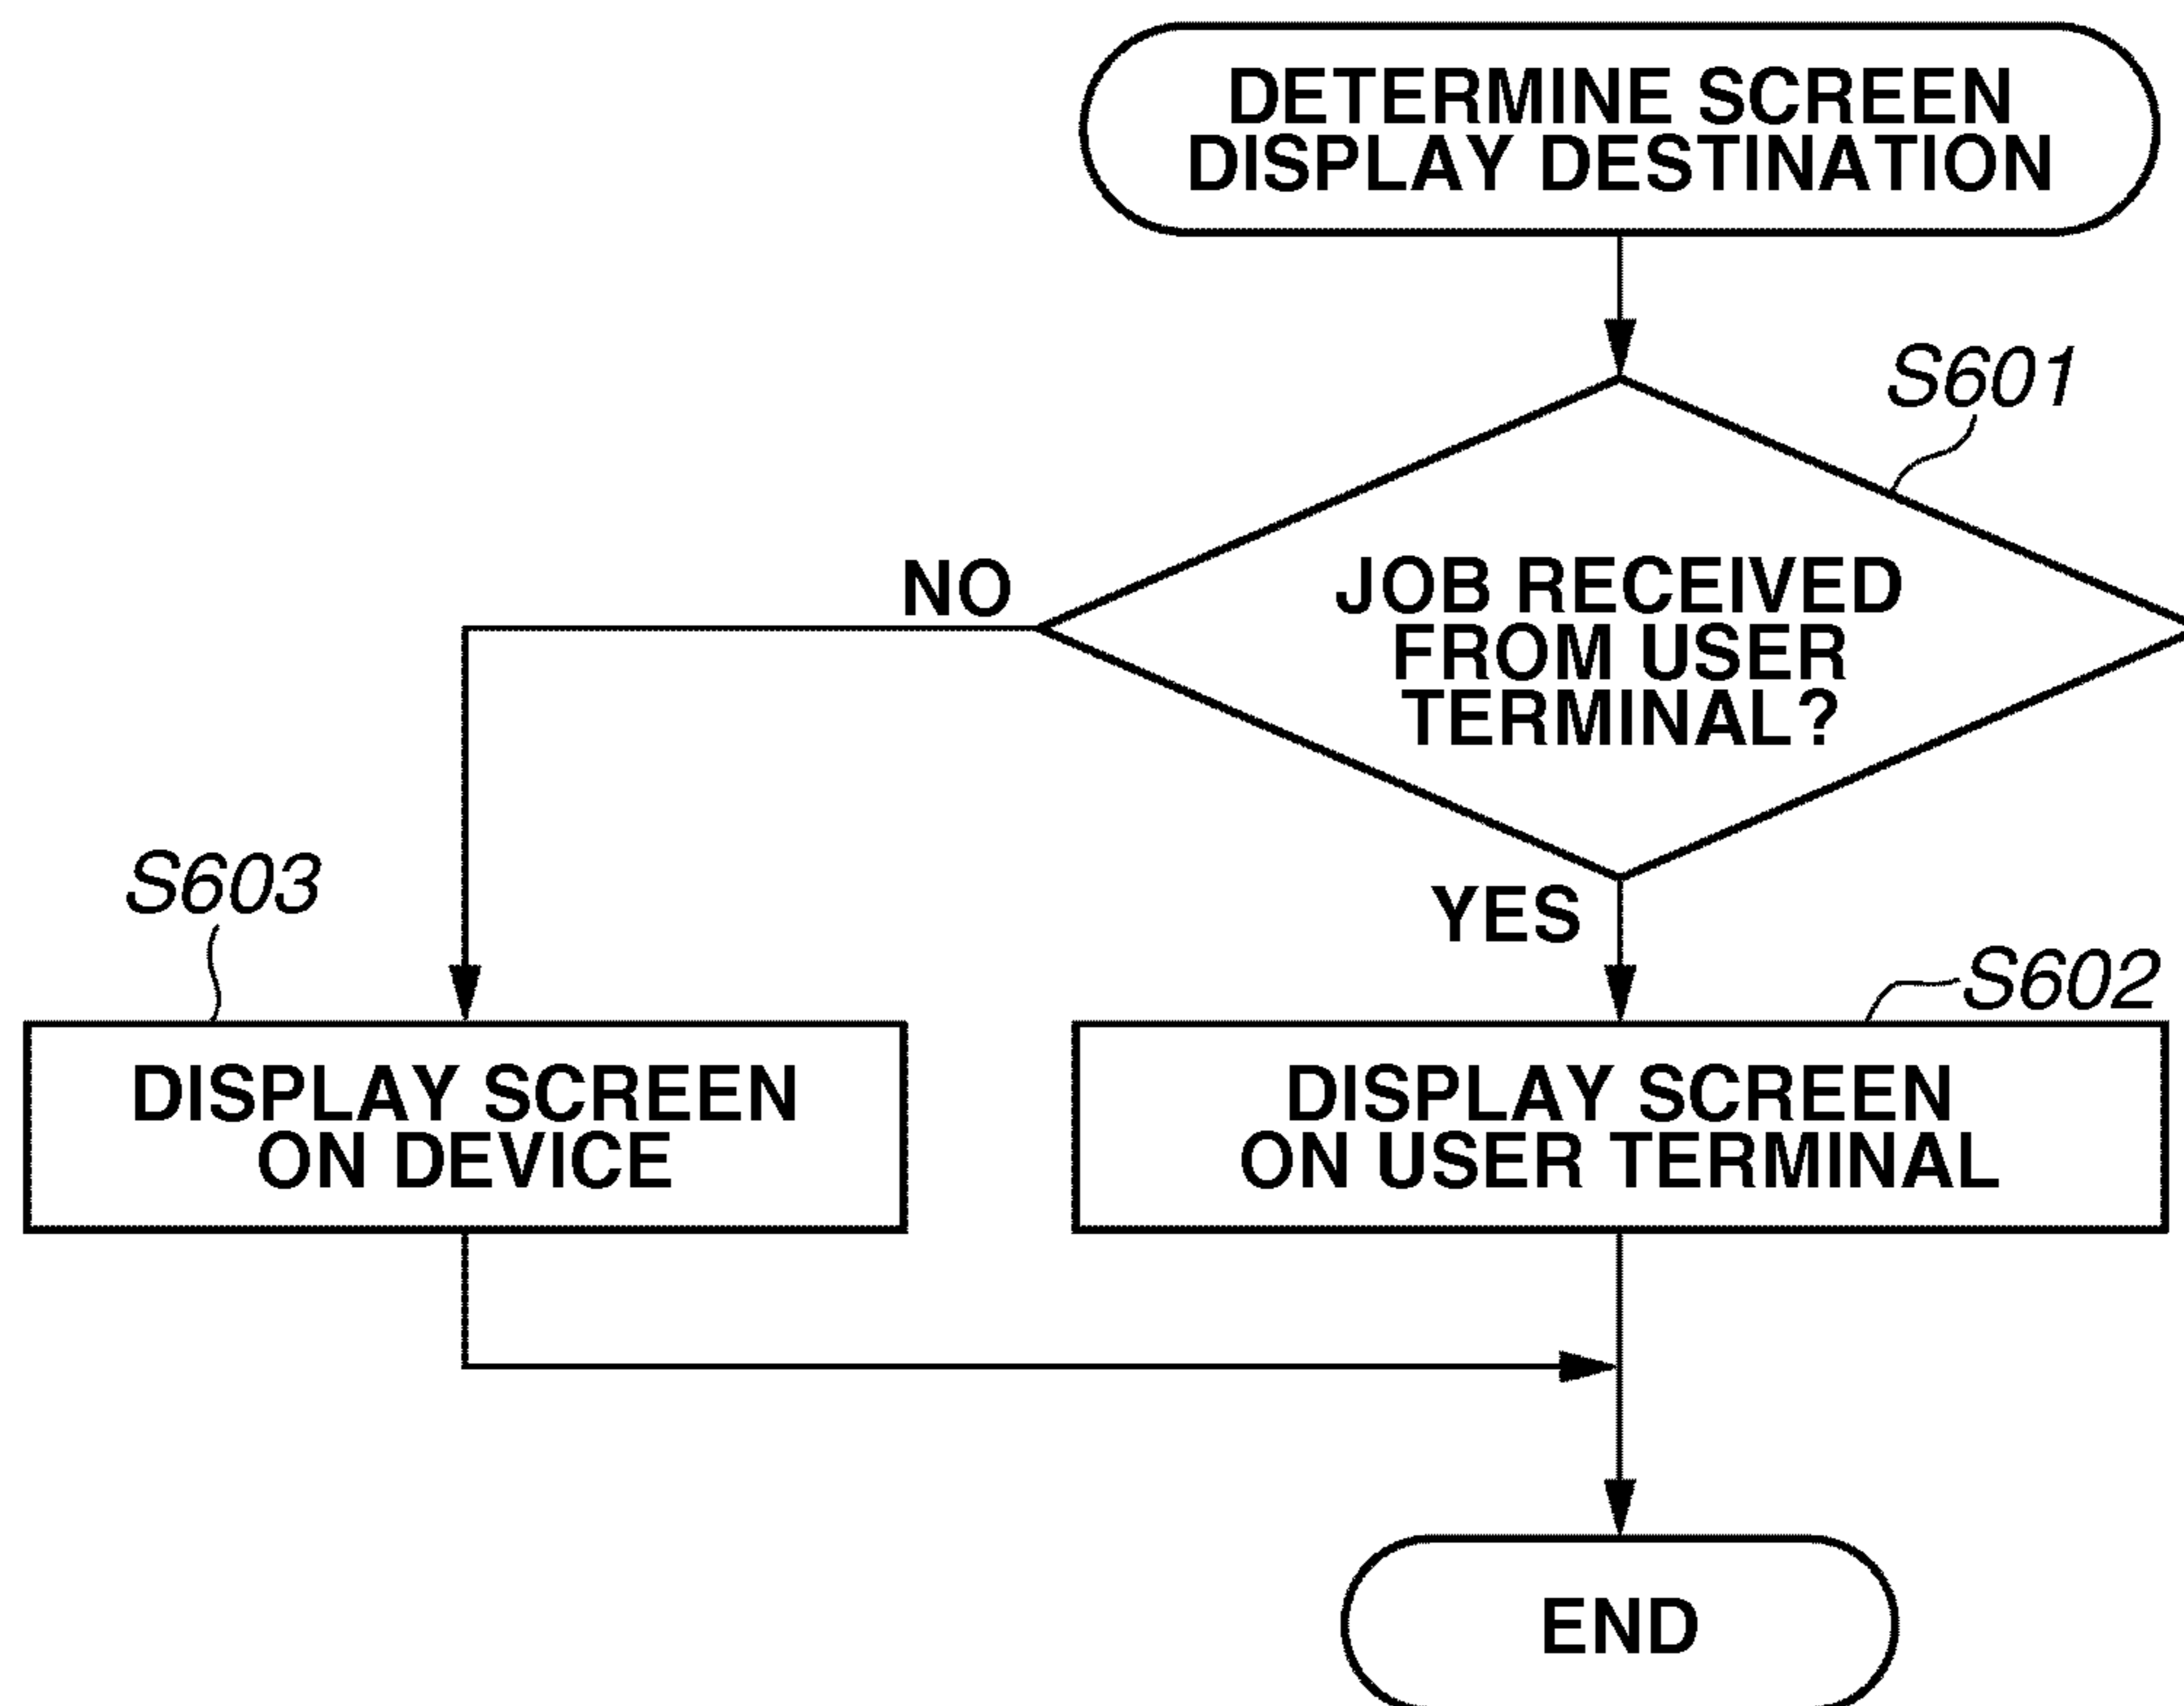 DETERMINE SCREEN
DISPLAY DESTINATION
S601
JOB RECEIVED
FROM USER
TERMINAL?
NO
YES
S603
S602
DISPLAY SCREEN
ON DEVICE
DISPLAY SCREEN
ON USER TERMINAL
END